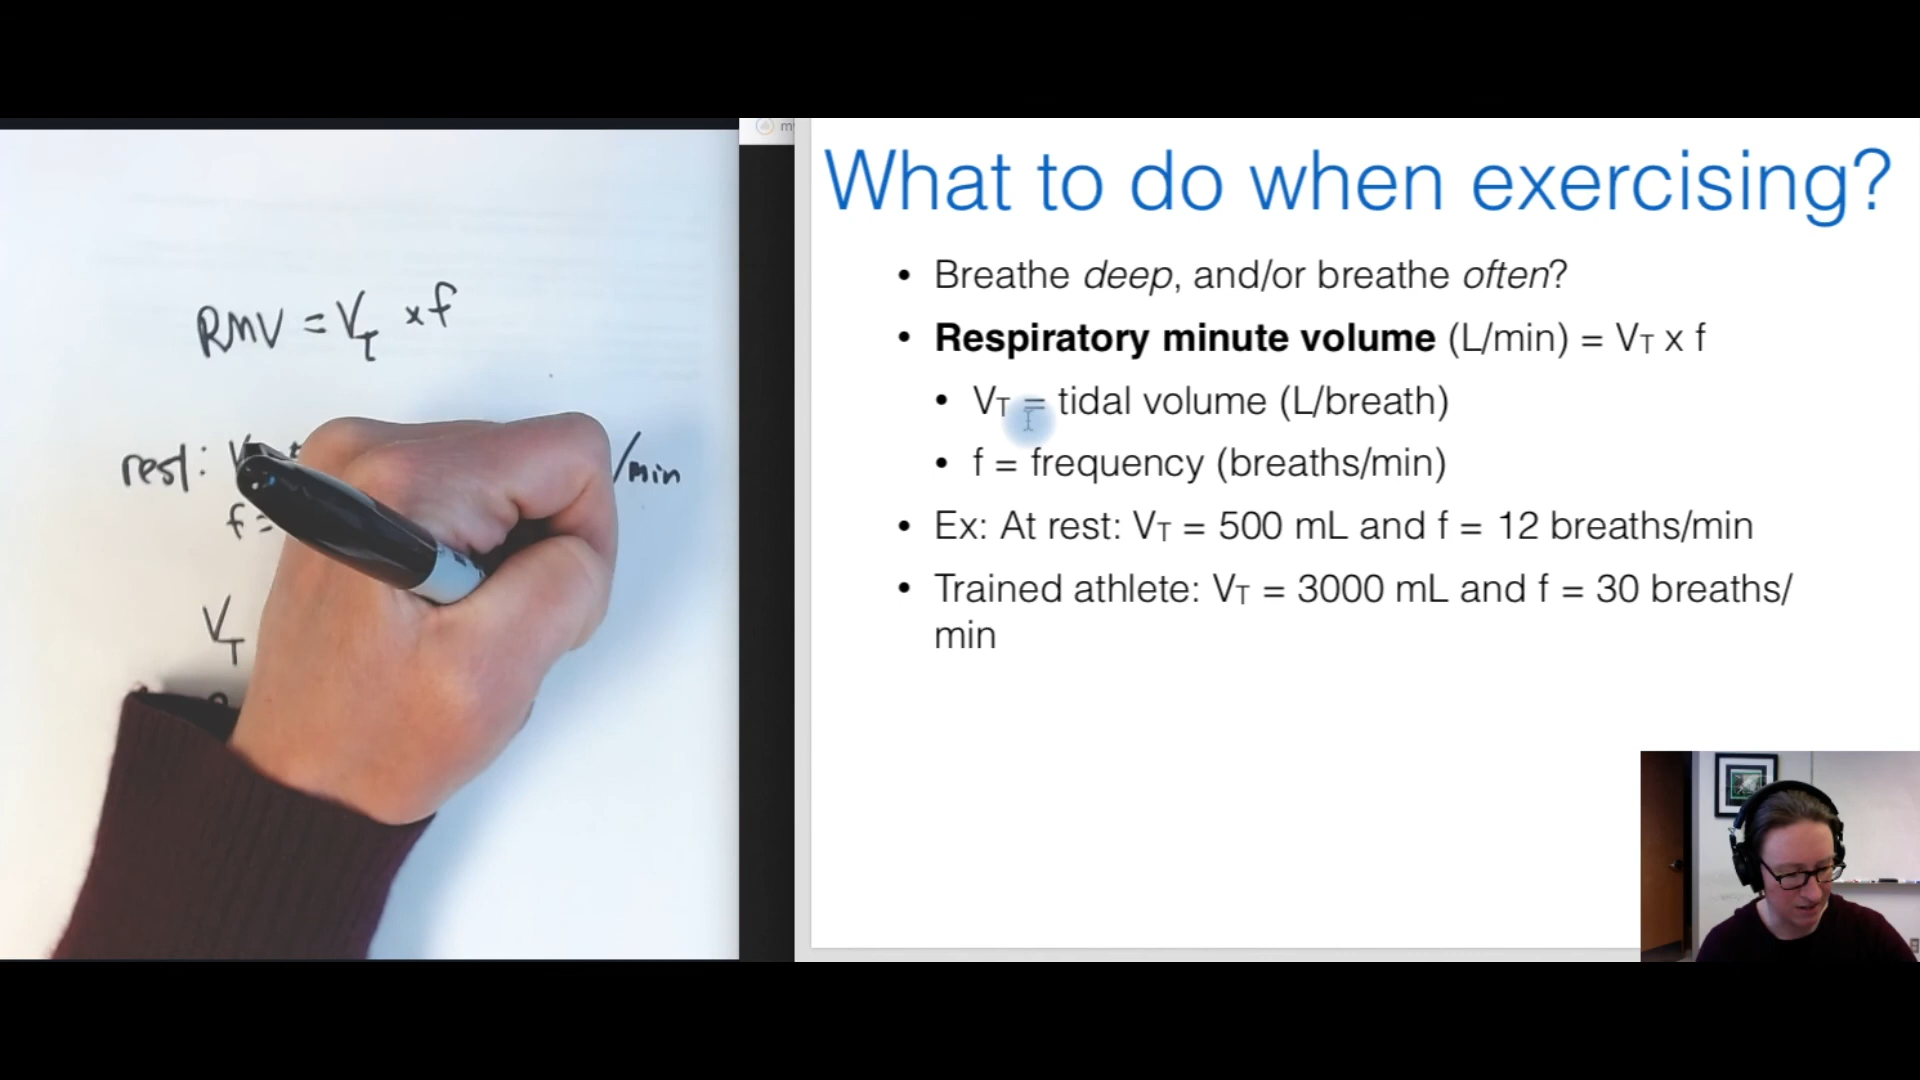 RMV = VT x f
rest: V /min
f =
VT
m
What to do when exercising?
• Breathe deep, and/or breathe often?
• Respiratory minute volume (L/min) = VT x f
• VT = tidal volume (L/breath)
• f = frequency (breaths/min)
• Ex: At rest: VT = 500 mL and f = 12 breaths/min
• Trained athlete: VT = 3000 mL and f = 30 breaths/
min